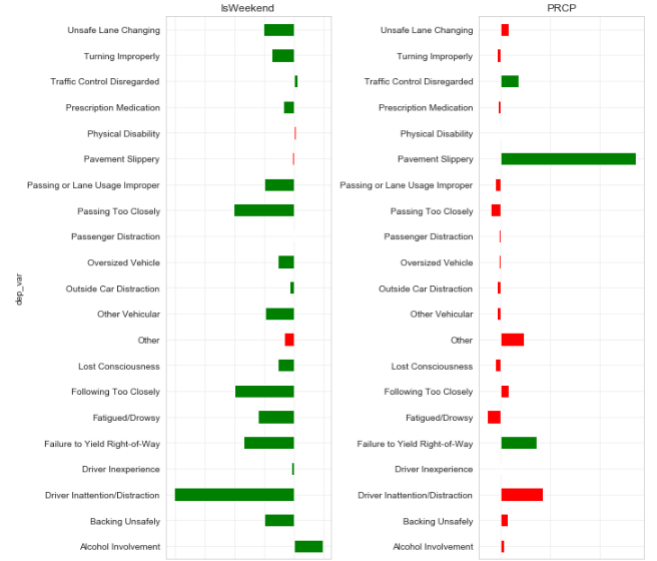 IsWeekend
Unsafe Lane Changing
Turning Improperly
Traffic Control Disregarded
Prescription Medication
Physical Disability
Pavement Slippery
Passing or Lane Usage Improper
Passing Too Closely
Passenger Distraction
Oversized Vehicle
Outside Car Distraction
Other Vehicular
Other
Lost Consciousness
Following Too Closely
Fatigued/Drowsy
Failure to Yield Right-of-Way
Driver Inexperience
Driver Inattention/Distraction
Backing Unsafely
Alcohol Involvement
dep_var
PRCP
Unsafe Lane Changing
Turning Improperly
Traffic Control Disregarded
Prescription Medication
Physical Disability
Pavement Slippery
Passing or Lane Usage Improper
Passing Too Closely
Passenger Distraction
Oversized Vehicle
Outside Car Distraction
Other Vehicular
Other
Lost Consciousness
Following Too Closely
Fatigued/Drowsy
Failure to Yield Right-of-Way
Driver Inexperience
Driver Inattention/Distraction
Backing Unsafely
Alcohol Involvement